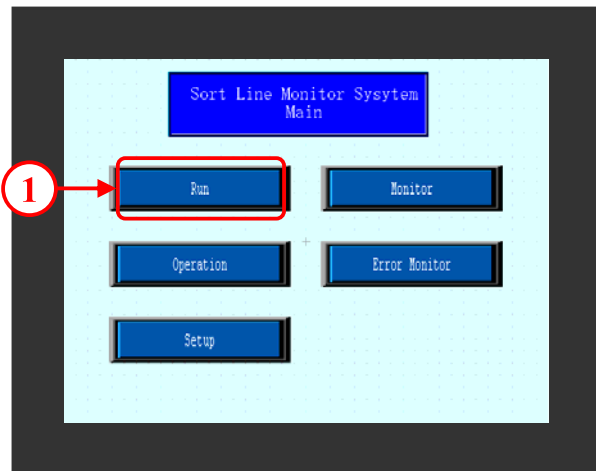 Sort Line Monitor Sysytem
Main
1
Run
Monitor
Operation
Error Monitor
Setup